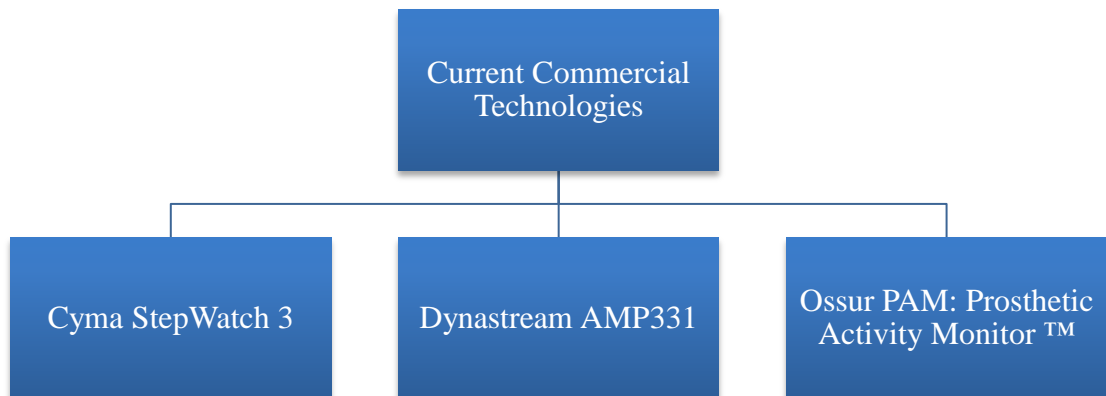 Current Commercial
Technologies
Cyma StepWatch 3
Dynastream AMP331
Ossur PAM: Prosthetic
Activity Monitor ™